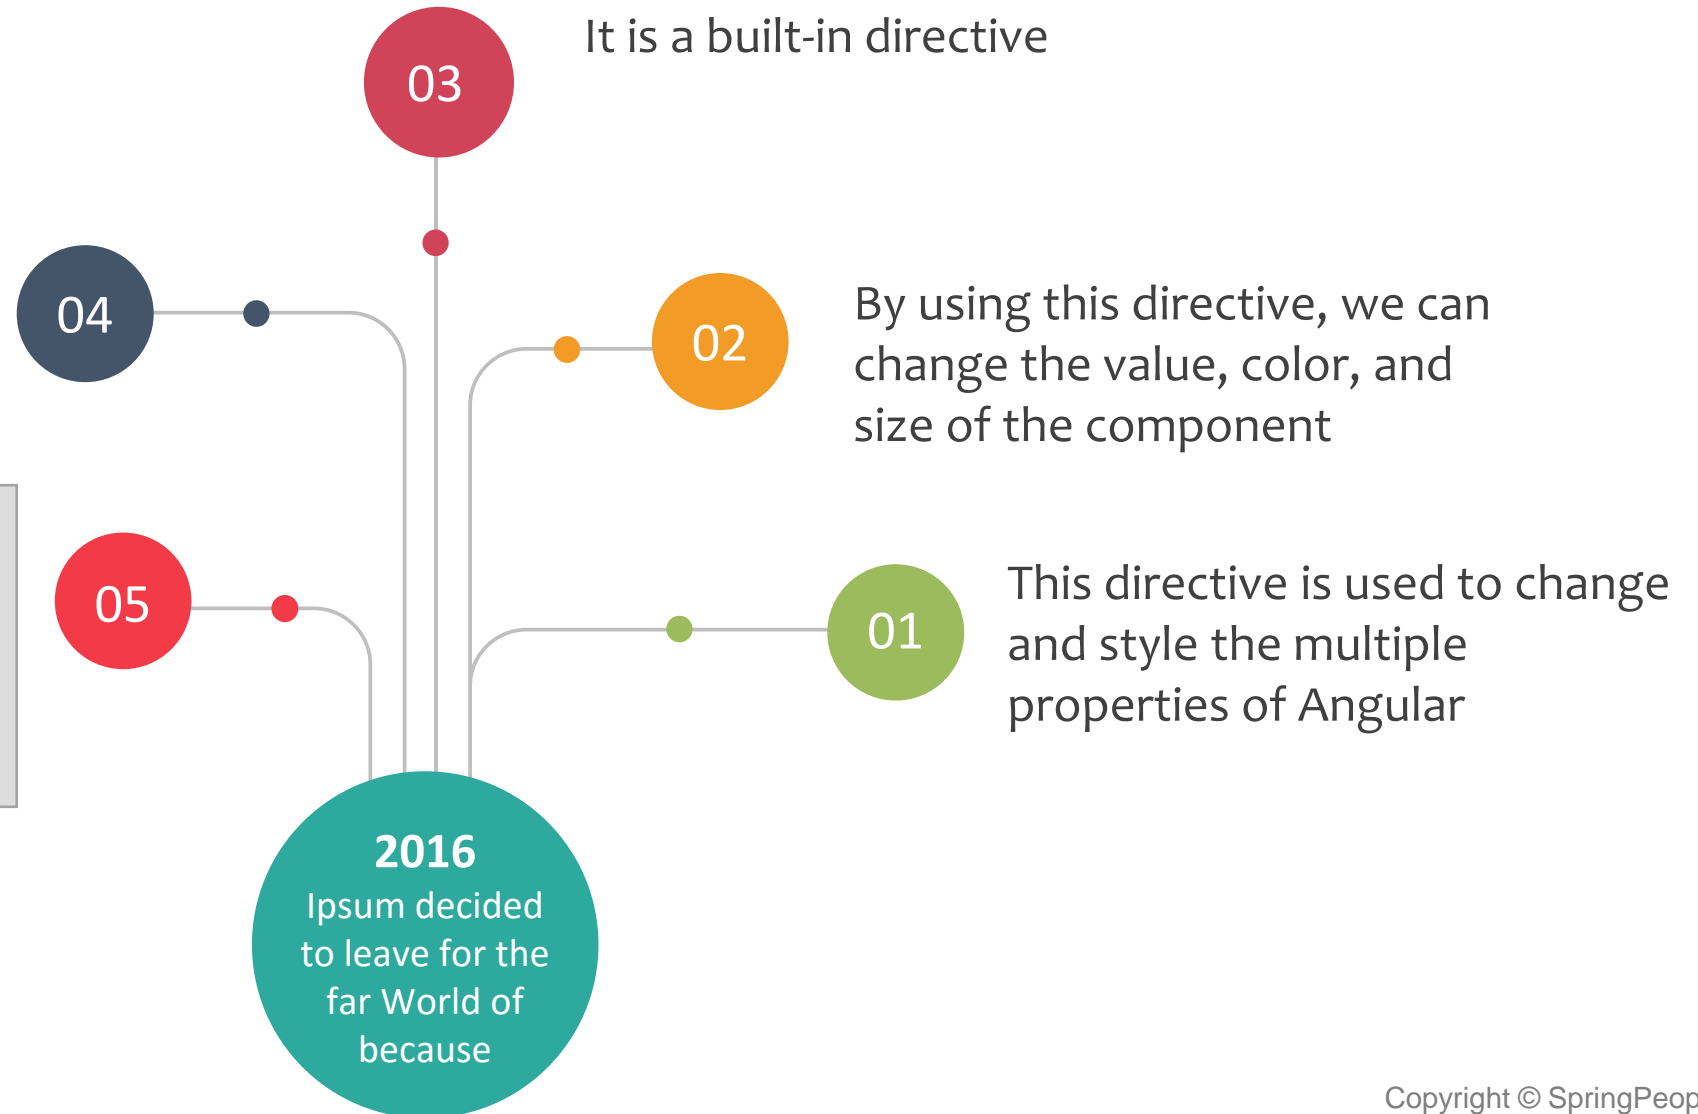 03
It is a built-in directive
04
02
By using this directive, we can
change the value, color, and
size of the component
05
01
This directive is used to change
and style the multiple
properties of Angular
2016
Ipsum decided
to leave for the
far World of
because
Copyright © SpringPeop